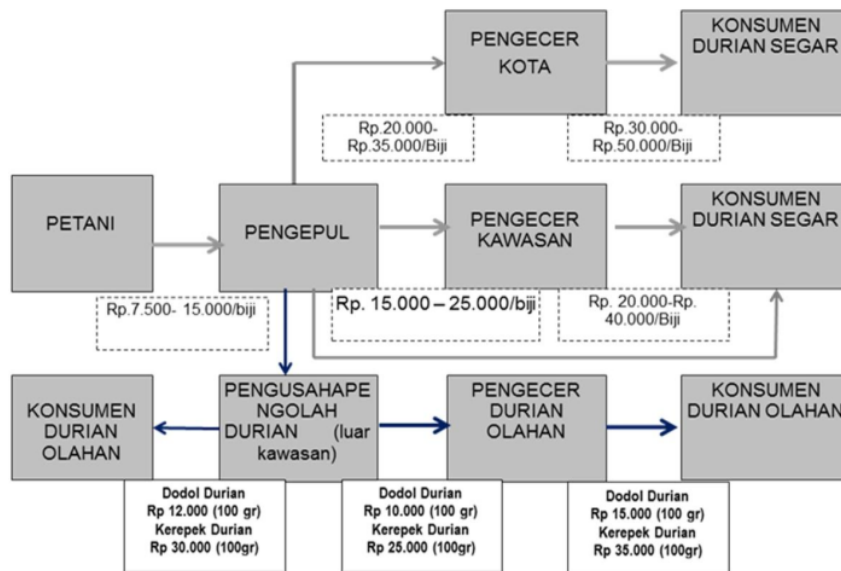 PENGECER
KOTA
KONSUMEN
DURIAN SEGAR
Rp.20.000-
Rp.35.000/Biji
Rp.30.000-
Rp.50.000/Biji
PETANI
PENGEPUL
PENGECER
KAWASAN
KONSUMEN
DURIAN SEGAR
Rp.7.500- 15.000/biji
Rp. 15.000 – 25.000/biji
Rp. 20.000-Rp.
40.000/Biji
KONSUMEN
DURIAN
OLAHAN
PENGUSAHAPE
NGOLAH
DURIAN (luar
kawasan)
PENGECER
DURIAN
OLAHAN
KONSUMEN
DURIAN OLAHAN
Dodol Durian
Rp 12.000 (100 gr)
Kerepek Durian
Rp 30.000 (100gr)
Dodol Durian
Rp 10.000 (100 gr)
Kerepek Durian
Rp 25.000 (100gr)
Dodol Durian
Rp 15.000 (100 gr)
Kerepek Durian
Rp 35.000 (100gr)